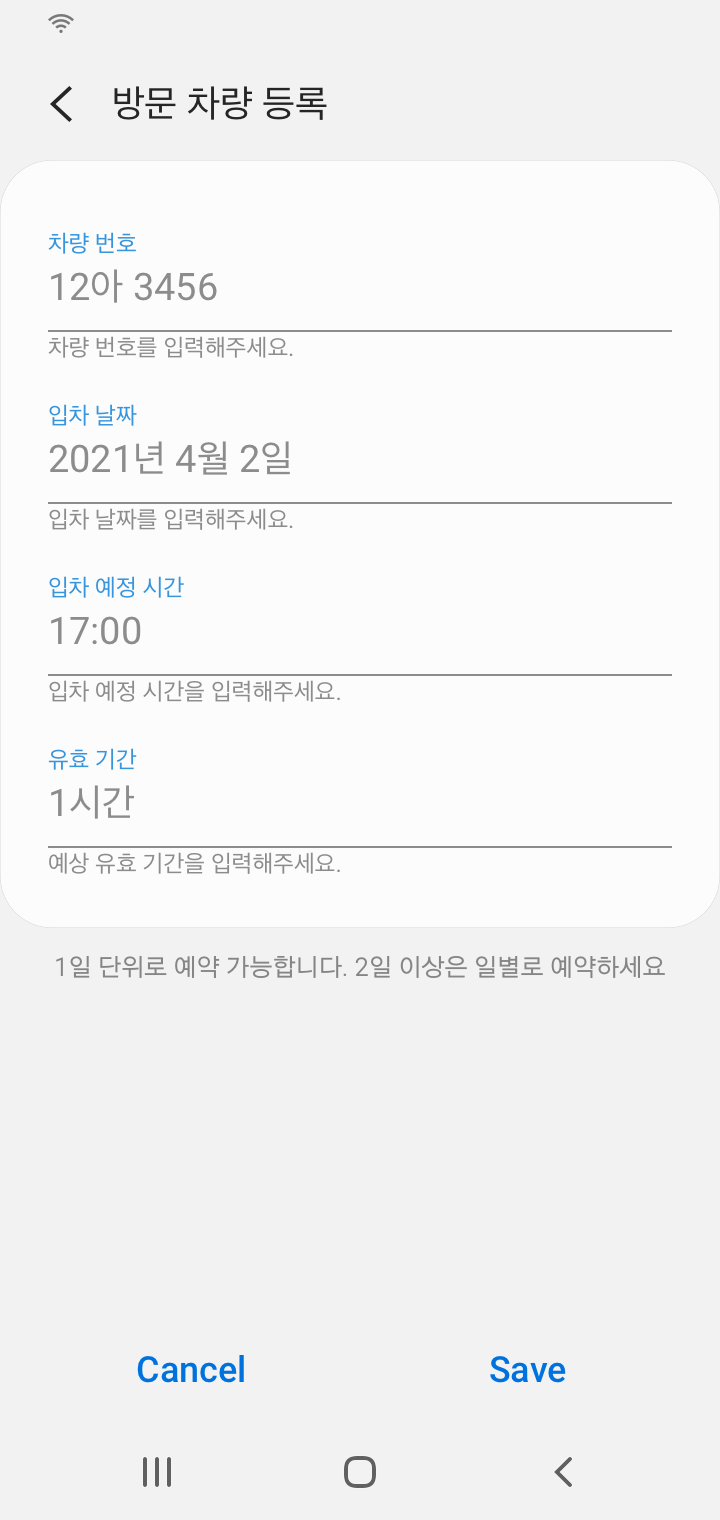 방문 차량 등록
차량 번호
12아 3456
차량 번호를 입력해주세요.
입차 날짜
2021년 4월 2일
입차 날짜를 입력해주세요.
입차 예정 시간
17:00
입차 예정 시간을 입력해주세요.
유효 기간
1시간
예상 유효 기간을 입력해주세요.
1일 단위로 예약 가능합니다. 2일 이상은 일별로 예약하세요
Cancel
Save